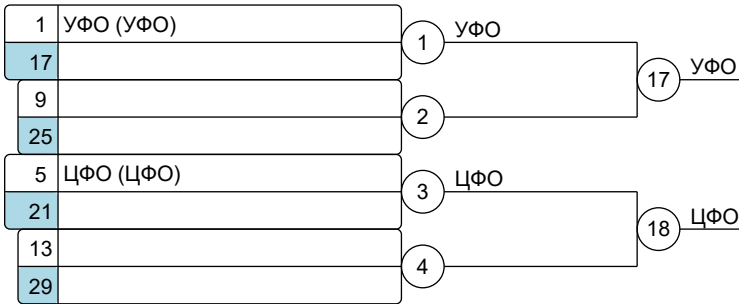 1 УФО (УФО)
17
1 УФО
9
25
2
17 УФО
5 ЦФО (ЦФО)
21
3 ЦФО
13
29
4
18 ЦФО